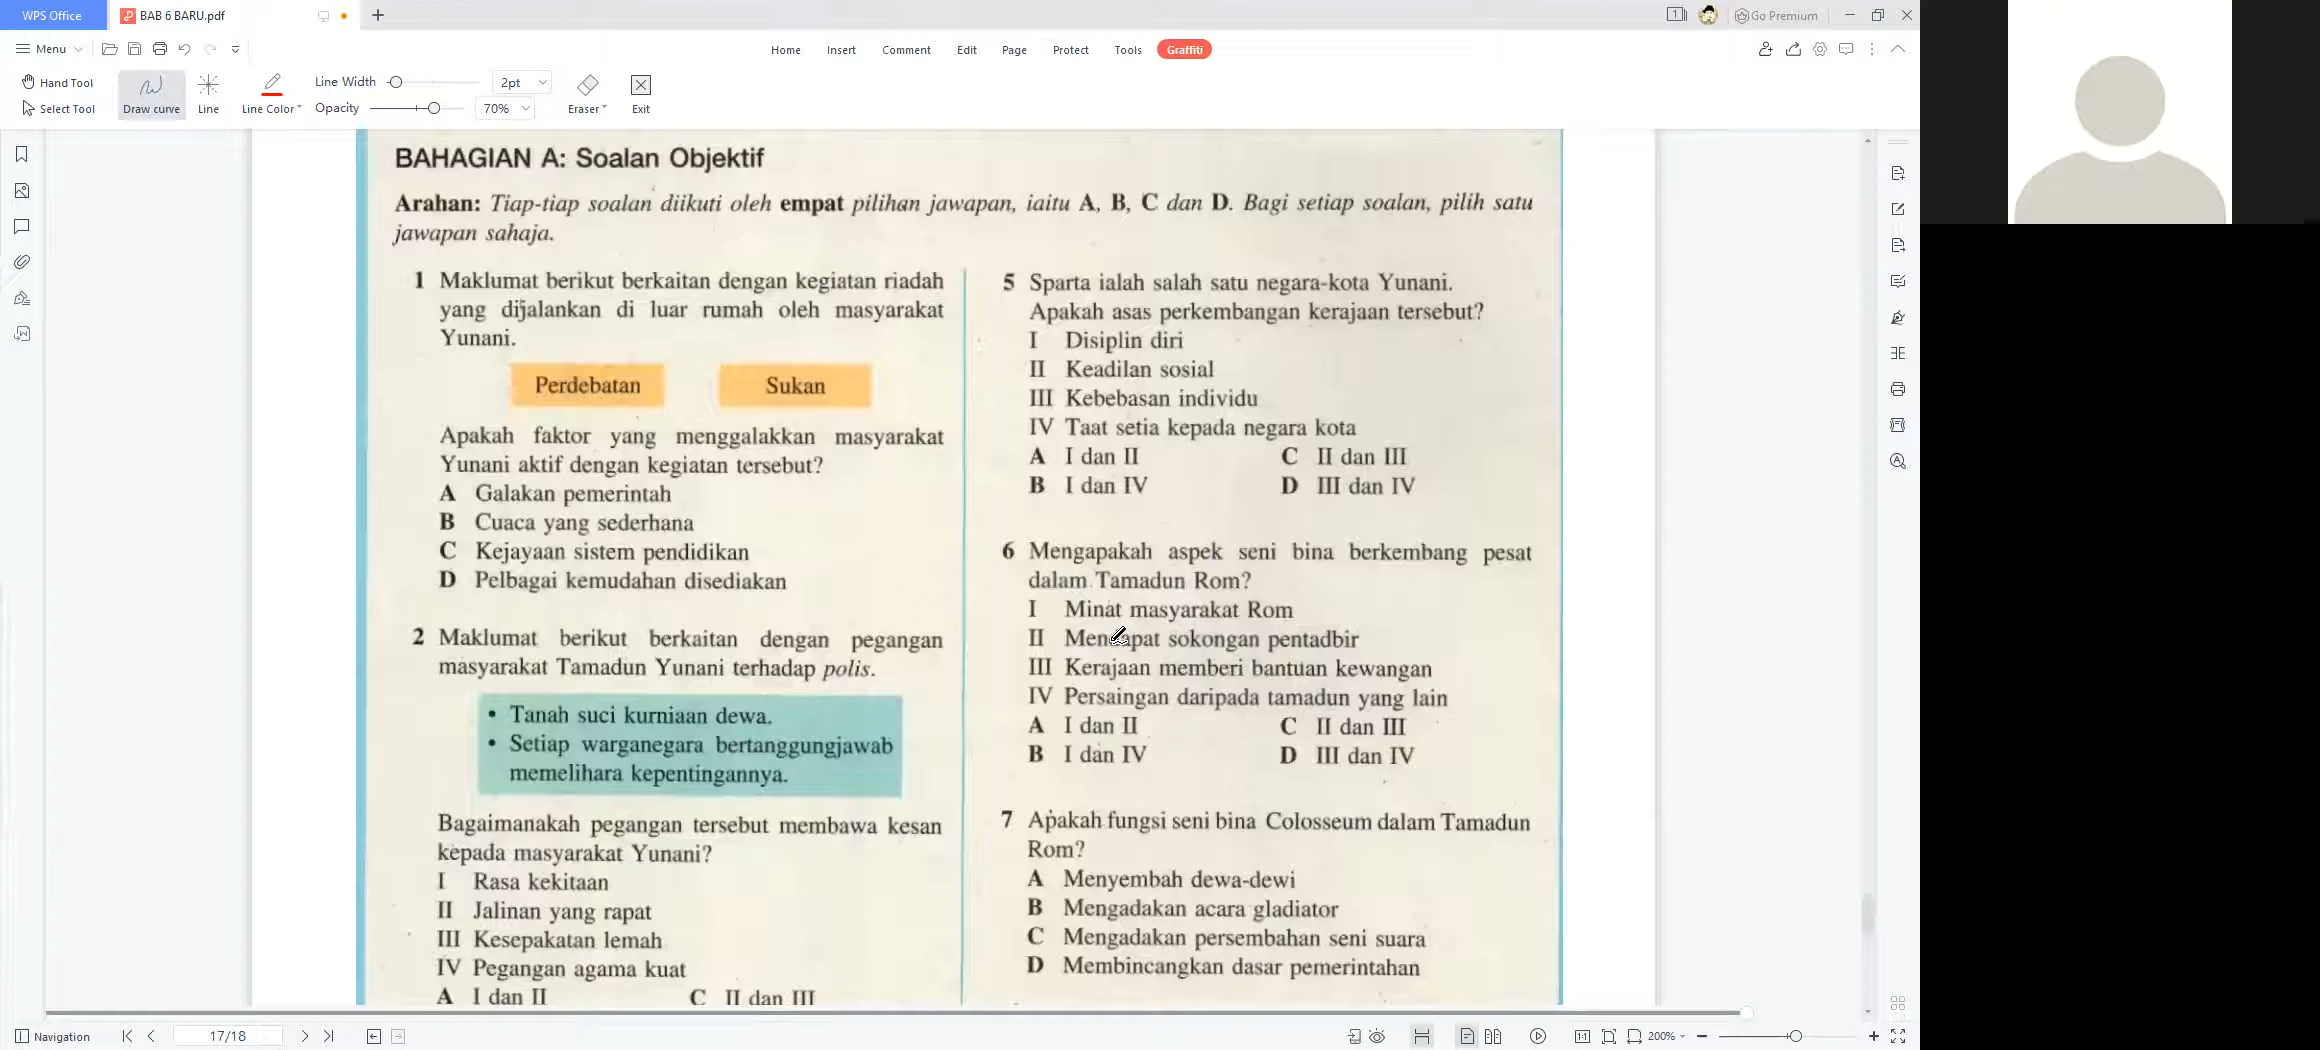 WPS Office
BAB 6 BARU.pdf
Go Premium
Menu
Home Insert Comment Edit Page Protect Tools Graffiti
Hand Tool
Select Tool
Draw curve
Line
Line Color
Line Width
2pt
Opacity
70%
Eraser
Exit
BAHAGIAN A: Soalan Objektif
Arahan: Tiap-tiap soalan diikuti oleh empat pilihan jawapan, iaitu A, B, C dan D. Bagi setiap soalan, pilih satu
jawapan sahaja.
1 Maklumat berikut berkaitan dengan kegiatan riadah
yang dijalankan di luar rumah oleh masyarakat
Yunani.
Perdebatan
Sukan
Apakah faktor yang menggalakkan masyarakat
Yunani aktif dengan kegiatan tersebut?
A Galakan pemerintah
B Cuaca yang sederhana
C Kejayaan sistem pendidikan
D Pelbagai kemudahan disediakan
2 Maklumat berikut berkaitan dengan pegangan
masyarakat Tamadun Yunani terhadap polis.
• Tanah suci kurniaan dewa.
• Setiap warganegara bertanggungjawab
memelihara kepentingannya.
Bagaimanakah pegangan tersebut membawa kesan
kepada masyarakat Yunani?
I Rasa kekitaan
II Jalinan yang rapat
III Kesepakatan lemah
IV Pegangan agama kuat
A I dan II C II dan III
5 Sparta ialah salah satu negara-kota Yunani.
Apakah asas perkembangan kerajaan tersebut?
I Disiplin diri
II Keadilan sosial
III Kebebasan individu
IV Taat setia kepada negara kota
A I dan II C II dan III
B I dan IV D III dan IV
6 Mengapakah aspek seni bina berkembang pesat
dalam Tamadun Rom?
I Minat masyarakat Rom
II Mendapat sokongan pentadbir
III Kerajaan memberi bantuan kewangan
IV Persaingan daripada tamadun yang lain
A I dan II C II dan III
B I dan IV D III dan IV
7 Apakah fungsi seni bina Colosseum dalam Tamadun
Rom?
A Menyembah dewa-dewi
B Mengadakan acara gladiator
C Mengadakan persembahan seni suara
D Membincangkan dasar pemerintahan
Navigation
17/18
200%